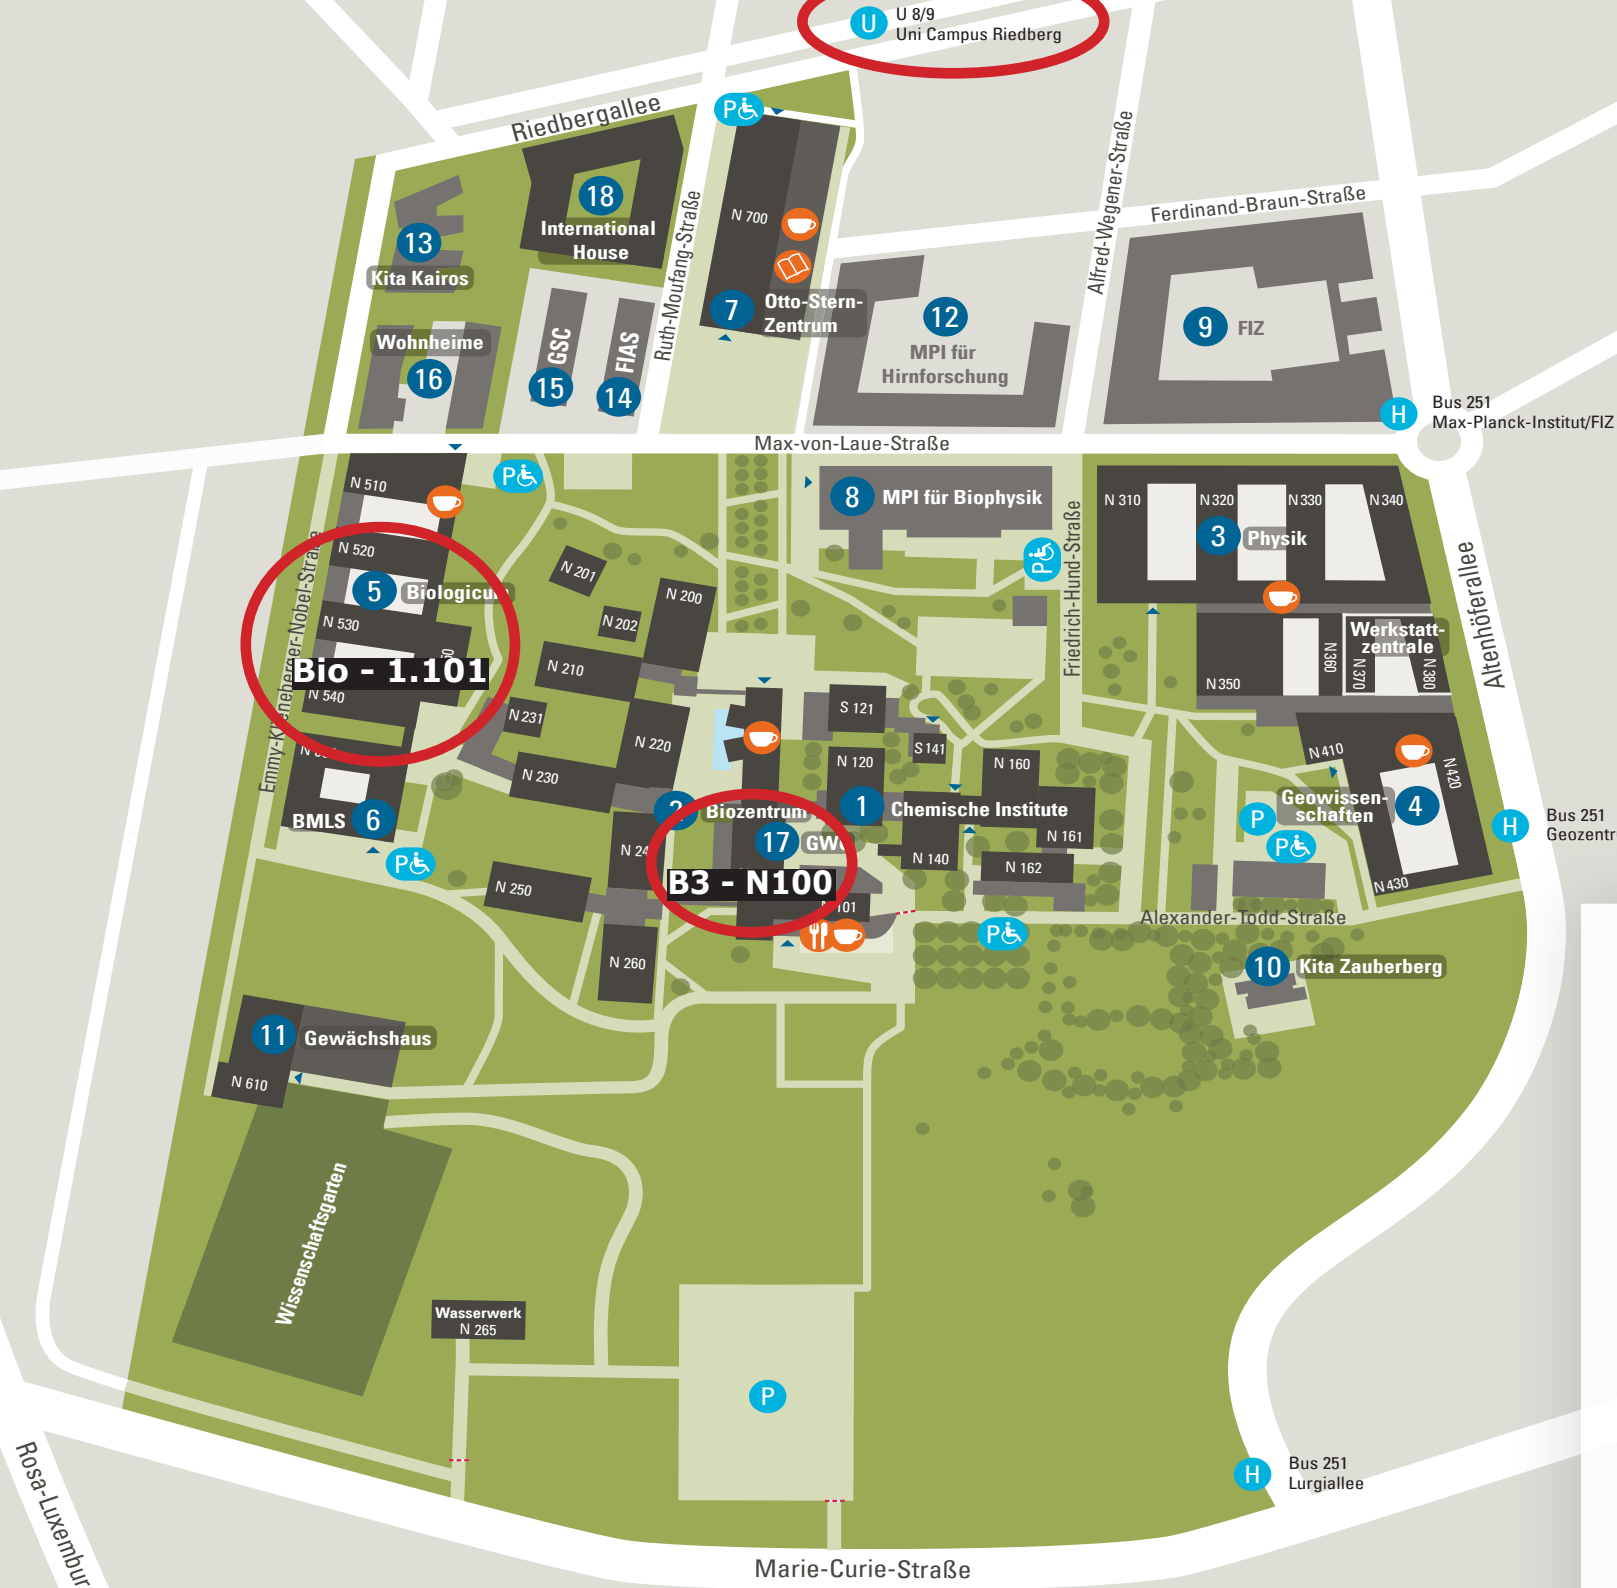 U
U 8/9
Uni Campus Riedberg
Riedbergallee
P
18
International
House
13
Kita Kairos
Ruth-Moufang-Straße
N 700
7
Otto-Stern-
Zentrum
Alfred-Wegener-Straße
Ferdinand-Braun-Straße
12
MPI für
Hirnforschung
9
FIZ
Wohnheime
16
GSC
15
FIAS
14
H
Bus 251
Max-Planck-Institut/FIZ
Max-von-Laue-Straße
N 510
P
8
MPI für Biophysik
N 310
N 320
N 330
N 340
3
Physik
N 520
5
N 530
N 540
Bio - 1.101
Emmy-Klieneberger-Nobel-Straße
N 201
N 200
N 202
N 210
N 231
N 220
N 230
P
Friedrich-Hund-Straße
Werkstatt-
zentrale
N 350
N 360
N 370
N 380
Altenhöferallee
S 121
S 141
N 120
N 160
1
Chemische Institute
N 161
N 140
N 162
N 410
N 420
Geowissen-
schaften
4
N 430
P
P
H
Bus 251
BMLS
6
P
Biozentrum
17
B3 - N100
N 250
N 260
P
Alexander-Todd-Straße
10
Kita Zauberberg
11
Gewächshaus
N 610
Wissenschaftsgarten
Wasserwerk
N 265
P
H
Bus 251
Lurgiallee
Marie-Curie-Straße